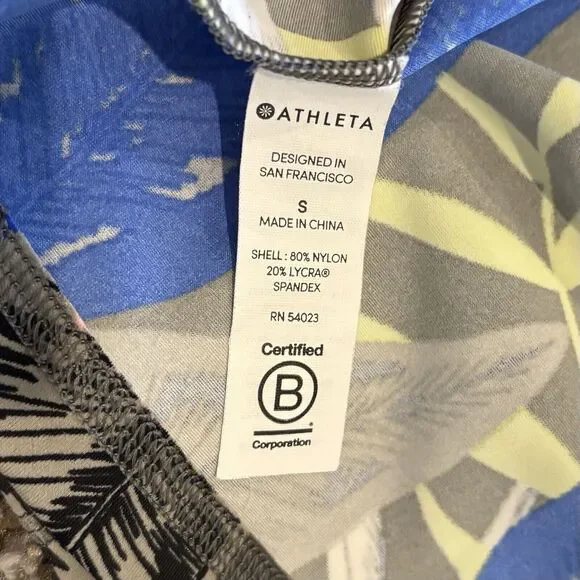 ATHLETA
DESIGNED IN
SAN FRANCISCO
S
MADE IN CHINA
SHELL : 80% NYLON
20% LYCRA®
SPANDEX
RN 54023
Certified
B
Corporation